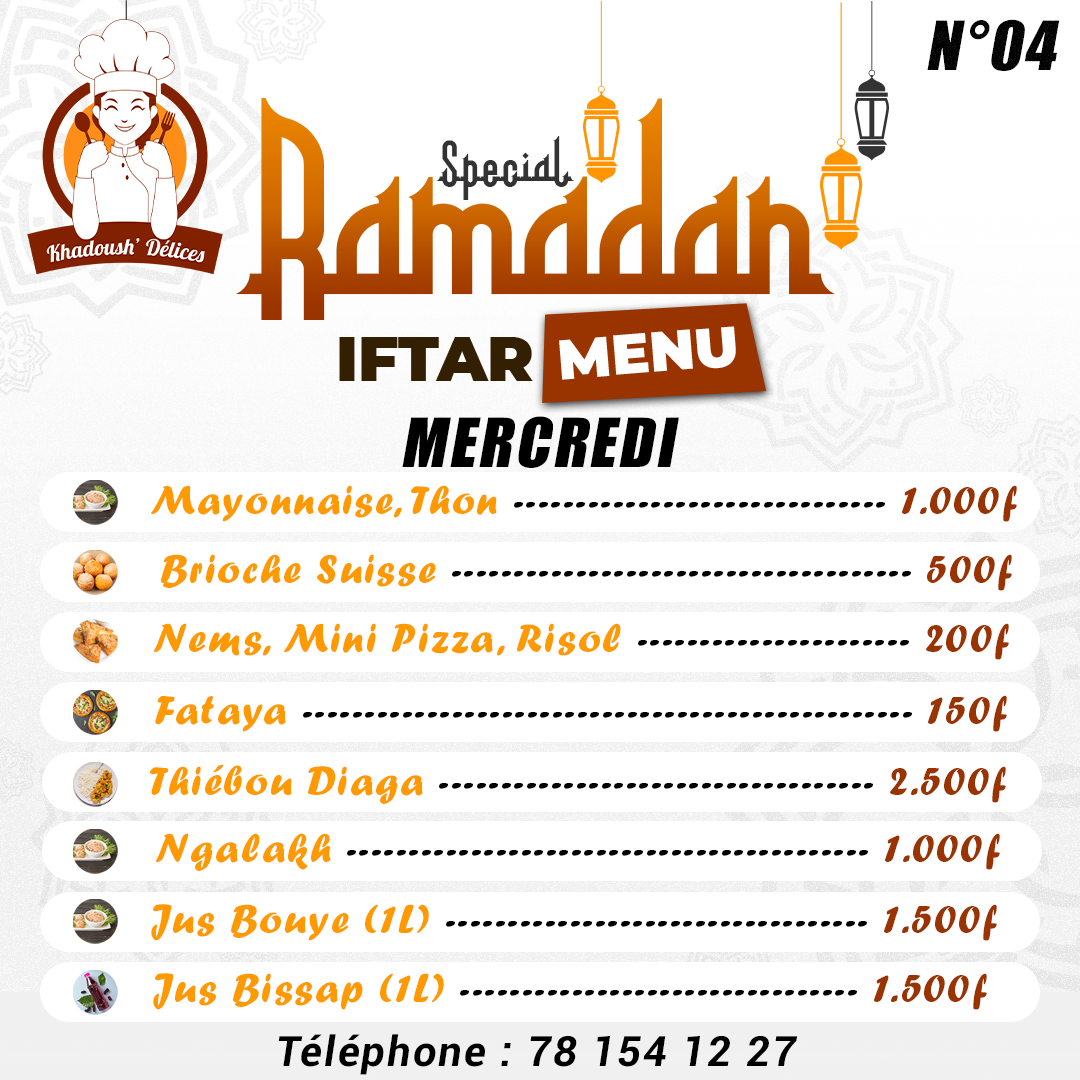 N°04
Khadoush' Délices
Special
Ramadan
IFTAR MENU
MERCREDI
Mayonnaise, Thon ------------------------------ 1.000f
Brioche Suisse ------------------------------------- 500f
Nems, Mini Pizza, Risol ---------------------- 200f
Fataya ------------------------------------------------- 150f
Thiébou Diaga ----------------------------------- 2.500f
Ngalakh ------------------------------------------ 1.000f
Jus Bouye (1L) ---------------------------------- 1.500f
Jus Bissap (1L) -------------------------------- 1.500f
Téléphone : 78 154 12 27